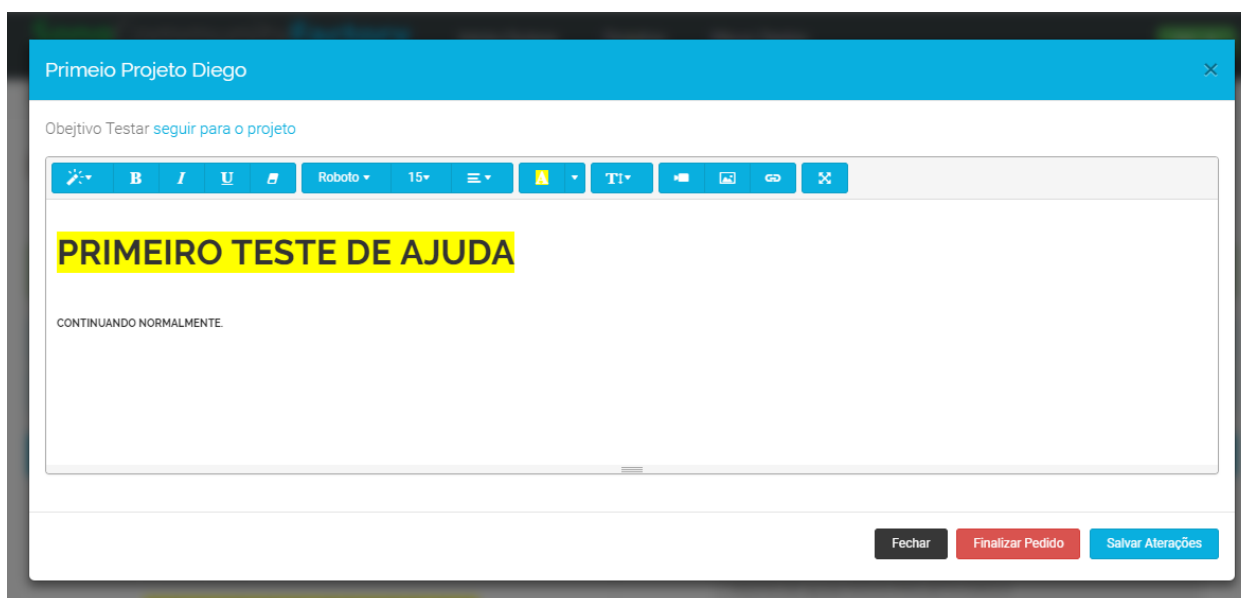 Primeio Projeto Diego
Obejtivo Testar seguir para o projeto
B I U Roboto 15 A T
PRIMEIRO TESTE DE AJUDA
CONTINUANDO NORMALMENTE.
Fechar Finalizar Pedido Salvar Aterações